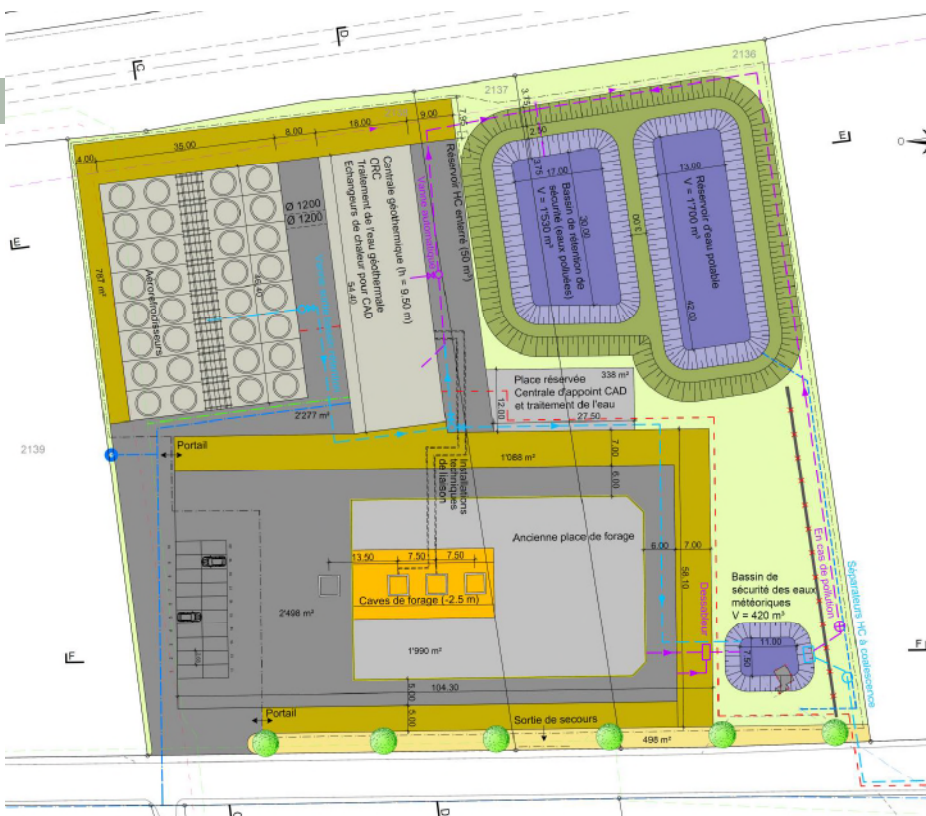 C
D
2136
2137
E
O
4.00
35.00
8.00
18.00
9.00
7.95
3.75
2.50
3.75
17.00
30.00
Bassin de rétention de
sécurité (eaux polluées)
V = 1'530 m³
3.00
13.00
Réservoir d'eau potable
V = 1'700 m³
42.00
Réservoir HC enterré (50 m³)
Vanne automatique
Centrale géothermique (h = 9.50 m)
CRC
Traitement de l'eau géothermale
Echangeurs de chaleur pour CAD
54.40
Ø 1200
Ø 1200
46.40
Aérorefroidisseurs
787 m²
E
2'277 m²
2139
Portail
Place réservée
338 m²
Centrale d'appoint CAD
et traitement de l'eau
12.00
27.50
1'088 m²
7.00
6.00
Installations
techniques
de liaison
Ancienne place de forage
13.50
7.50
7.50
6.00
7.00
58.10
Caves de forage (-2.5 m)
2'498 m²
1'990 m²
Dessableur
Bassin de
sécurité des eaux
météoriques
V = 420 m³
11.00
7.50
En cas de pollution
Séparateurs HC à coalescence
F
F
104.30
5.00
5.00
Portail
Sortie de secours
498 m²
C
D